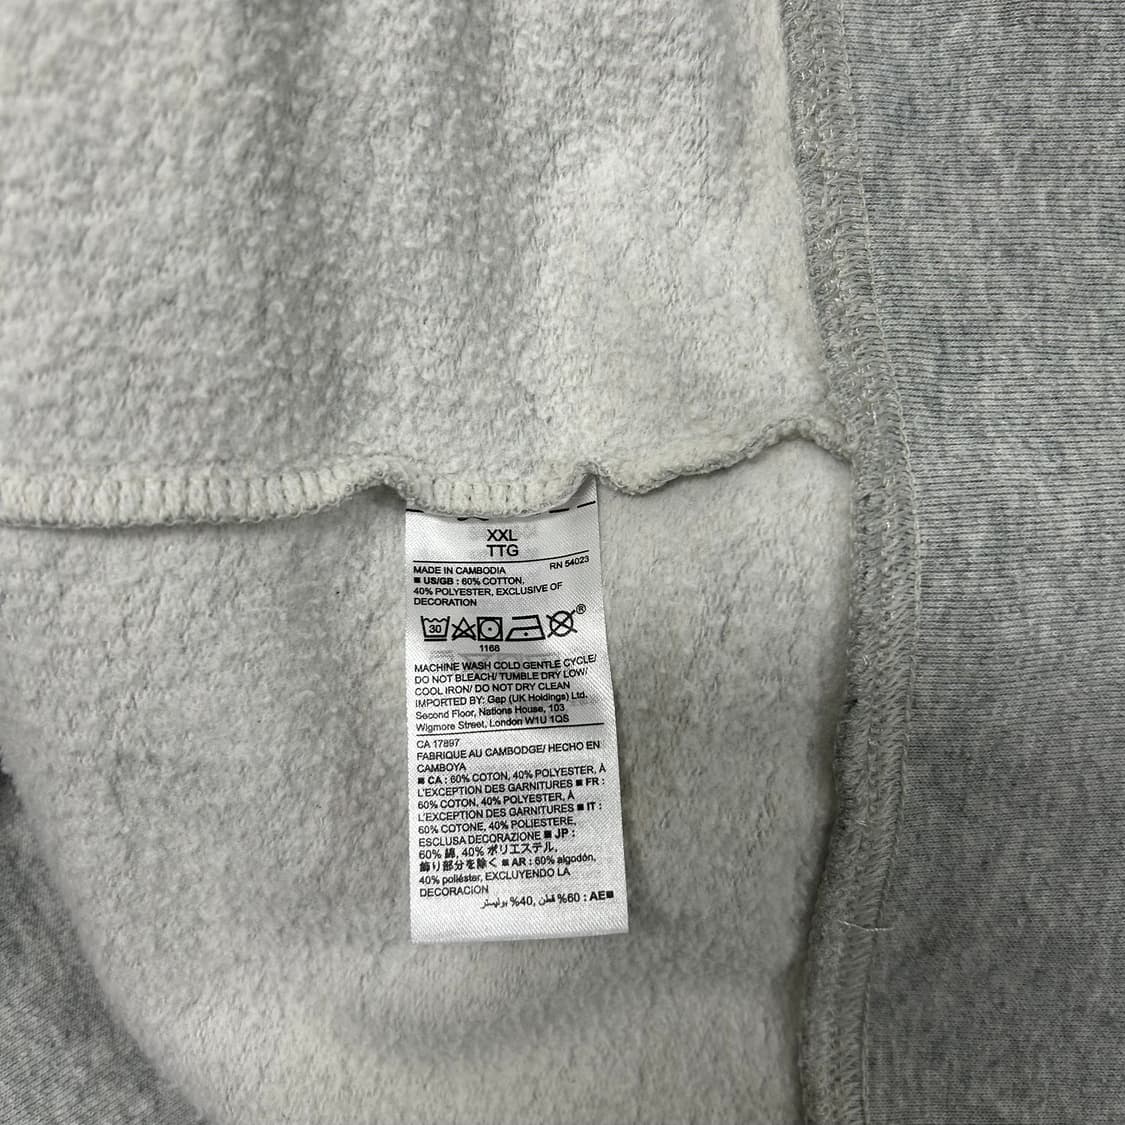 XXL
TTG
MADE IN CAMBODIA RN 54023
■ US/GB : 60% COTTON,
40% POLYESTER, EXCLUSIVE OF
DECORATION
30 ®
1166
MACHINE WASH COLD GENTLE CYCLE/
DO NOT BLEACH/ TUMBLE DRY LOW/
COOL IRON/ DO NOT DRY CLEAN
IMPORTED BY: Gap (UK Holdings) Ltd.
Second Floor, Nations House, 103
Wigmore Street, London W1U 1QS
CA 17897
FABRIQUE AU CAMBODGE/ HECHO EN
CAMBOYA
■ CA : 60% COTON, 40% POLYESTER, À
L'EXCEPTION DES GARNITURES ■ FR :
60% COTON, 40% POLYESTER, À
L'EXCEPTION DES GARNITURES ■ IT :
60% COTONE, 40% POLIESTERE,
ESCLUSA DECORAZIONE ■ JP :
60% 綿, 40% ポリエステル,
飾り部分を除く ■ AR : 60% algodón,
40% poliéster, EXCLUYENDO LA
DECORACIÓN
■AE : 60% قطن, 40% بوليستر